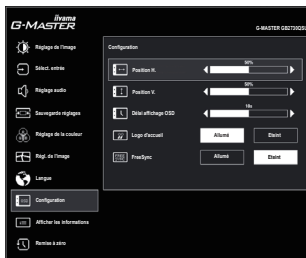 iiyama
G-MASTER
G-MASTER GB2730QSU
Réglage de l'image
Configuration
Position H.
50%
Sélect. entrée
Position V.
50%
Réglage audio
Délai affichage OSD
10s
Sauvegarde réglages
Logo d'accueil
Allumé
Eteint
Réglage de la couleur
FreeSync
Allumé
Eteint
Régl. de l'image
Langue
Configuration
Afficher les informations
Remise à zéro